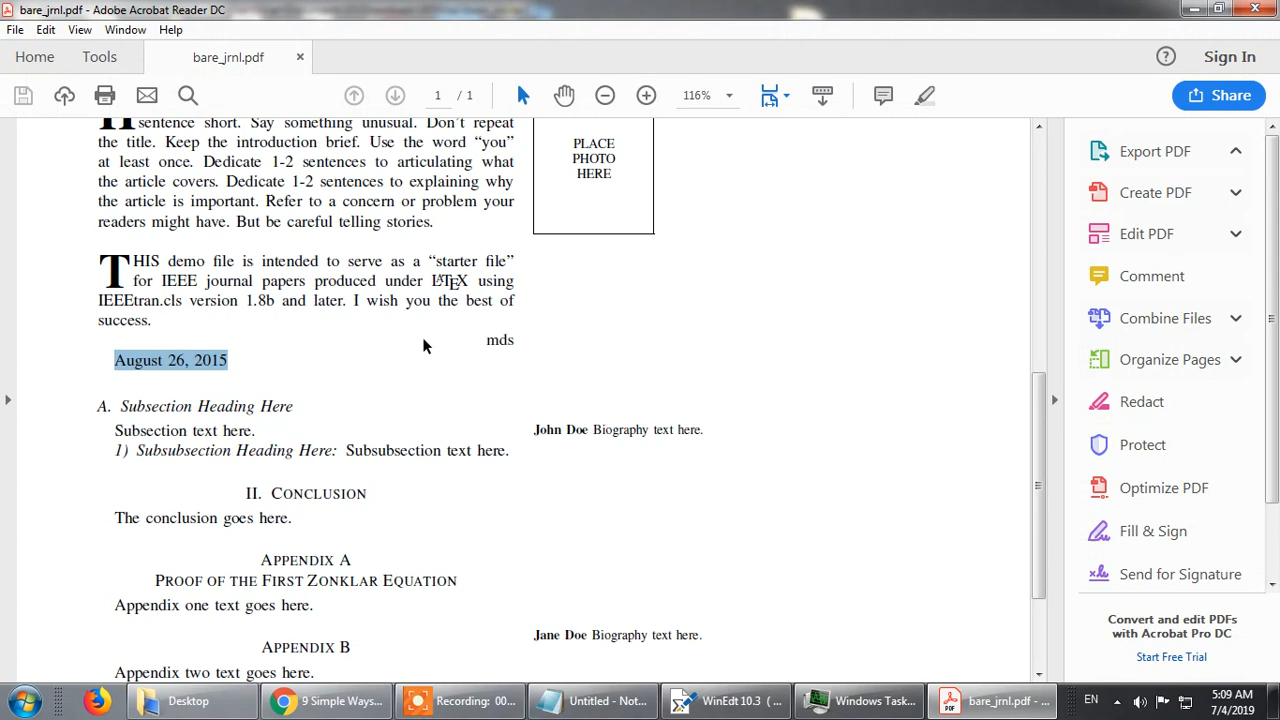 bare_jrnl.pdf - Adobe Acrobat Reader DC
File Edit View Window Help
Home Tools bare_jrnl.pdf × ? Sign In
1 / 1 116% Share
sentence short. Say something unusual. Don't repeat
the title. Keep the introduction brief. Use the word “you”
at least once. Dedicate 1-2 sentences to articulating what
the article covers. Dedicate 1-2 sentences to explaining why
the article is important. Refer to a concern or problem your
readers might have. But be careful telling stories.
THIS demo file is intended to serve as a “starter file”
for IEEE journal papers produced under LATEX using
IEEEtran.cls version 1.8b and later. I wish you the best of
success.
mds
August 26, 2015
A. Subsection Heading Here
Subsection text here.
1) Subsubsection Heading Here: Subsubsection text here.
II. CONCLUSION
The conclusion goes here.
APPENDIX A
PROOF OF THE FIRST ZONKLAR EQUATION
Appendix one text goes here.
APPENDIX B
Appendix two text goes here.
PLACE
PHOTO
HERE
John Doe Biography text here.
Jane Doe Biography text here.
Export PDF
Create PDF
Edit PDF
Comment
Combine Files
Organize Pages
Redact
Protect
Optimize PDF
Fill & Sign
Send for Signature
Convert and edit PDFs
with Acrobat Pro DC
Start Free Trial
Desktop
9 Simple Ways...
Recording: 00...
Untitled - Not...
WinEdt 10.3 (...
Windows Task...
bare_jrnl.pdf - ...
EN
5:09 AM
7/4/2019